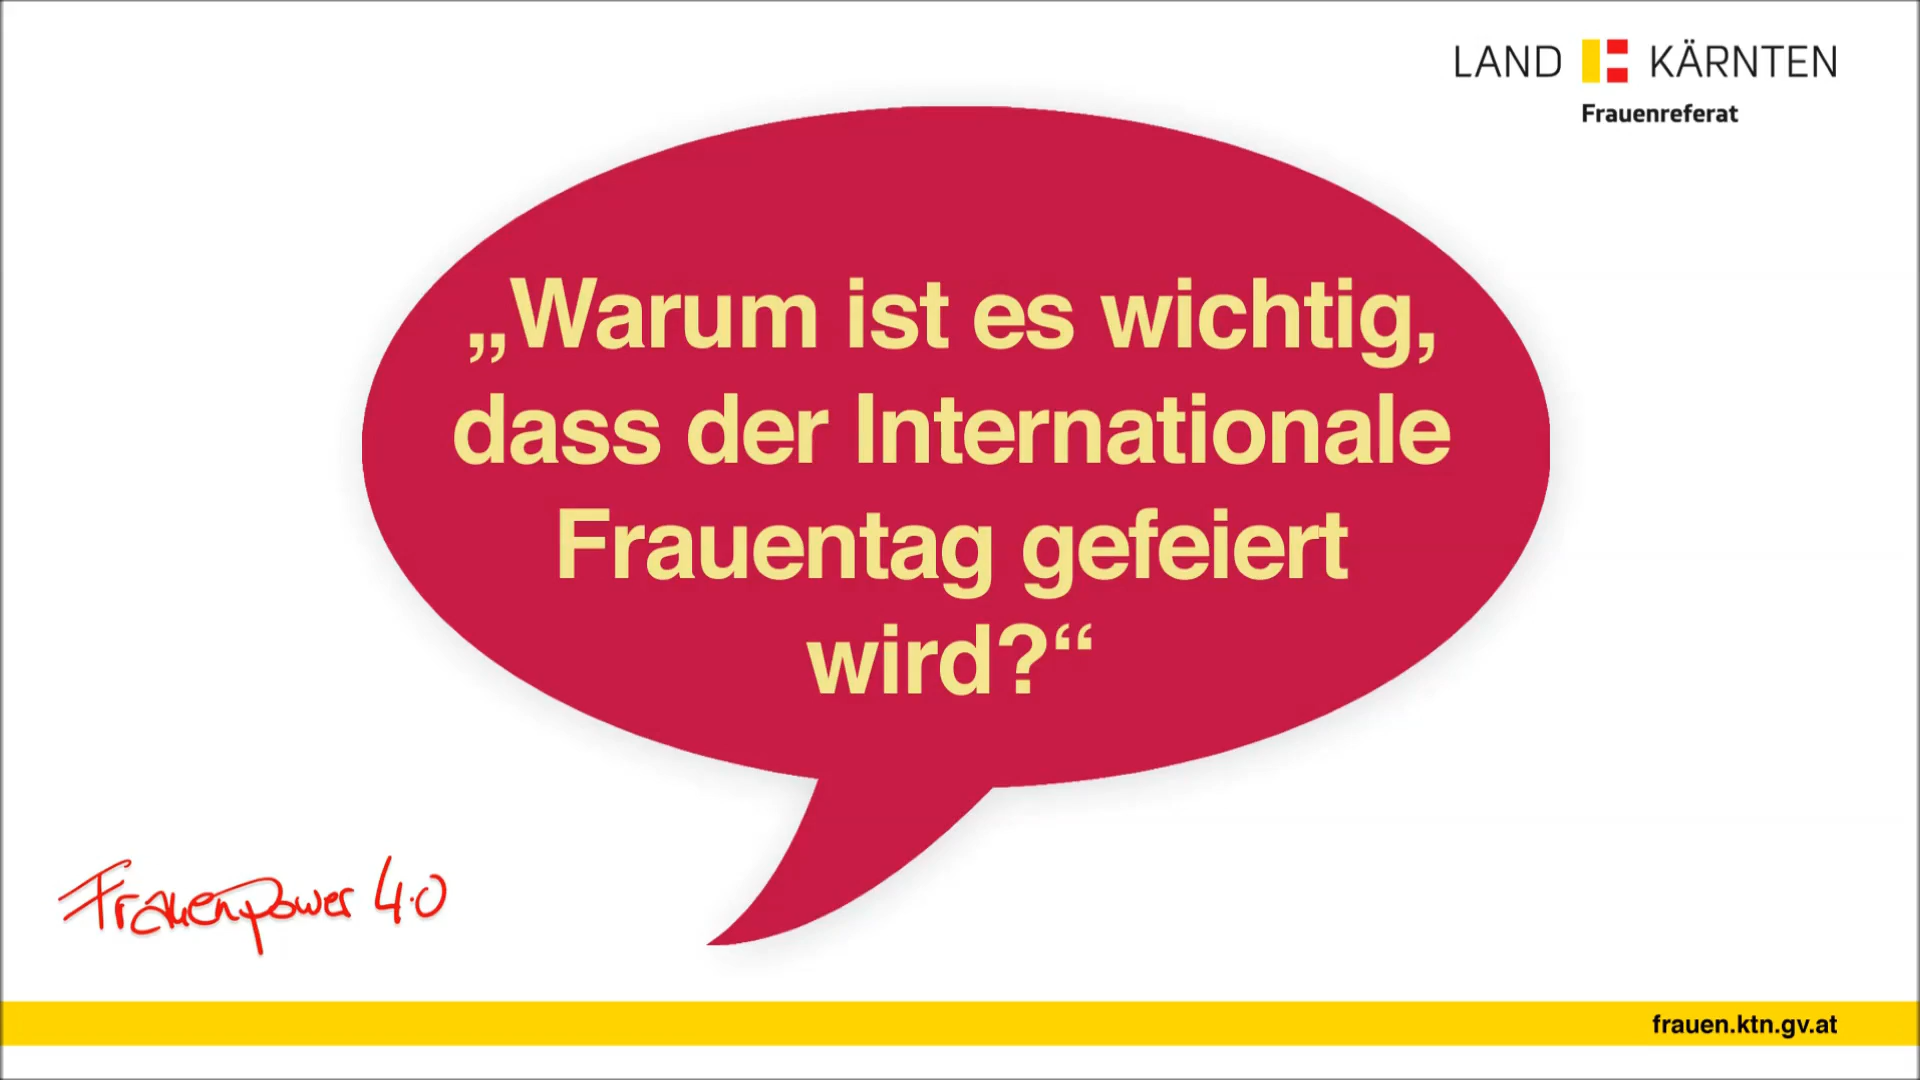 LAND KÄRNTEN
Frauenreferat
„Warum ist es wichtig,
dass der Internationale
Frauentag gefeiert
wird?“
Frauenpower 4.0
frauen.ktn.gv.at